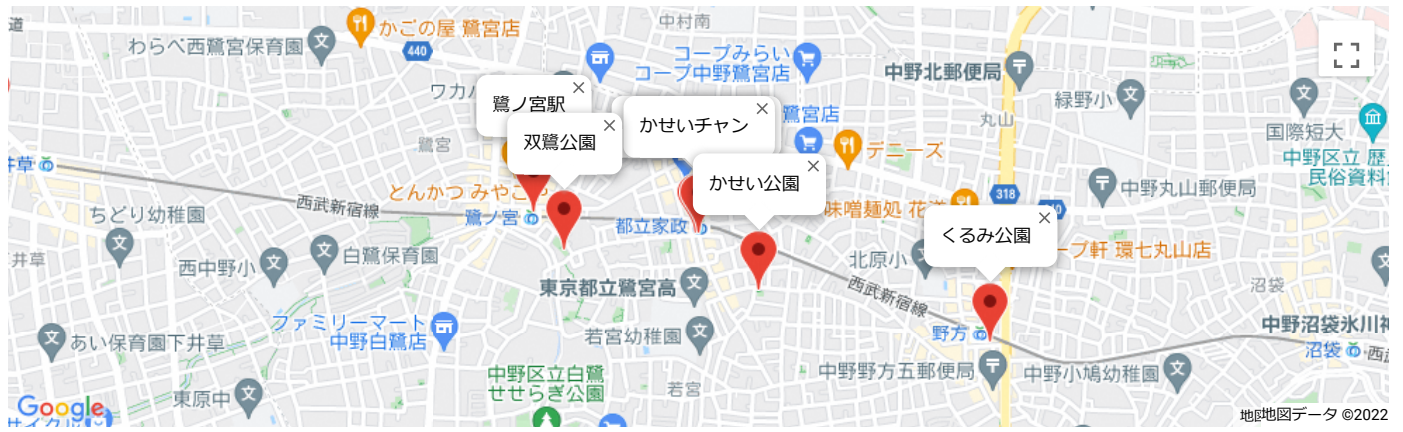 道
かごの屋 鷺宮店
中村南
わらべ西鷺宮保育園
440
コープみらい
コープ中野鷺宮店
中野北郵便局
ワカ
緑野小
鷺ノ宮駅
かせいチャン
鷺宮店
丸山
国際短大
双鷺公園
鷺宮
デニーズ
中野区立 歴
民俗資料
井草
とんかつ みやこや
かせい公園
中野丸山郵便局
318
西武新宿線
ちどり幼稚園
鷺ノ宮
都立家政
味噌麺処 花道
くるみ公園
井草
西中野小
白鷺保育園
北原小
ープ軒 環七丸山店
東京都立鷺宮高
西武新宿線
沼袋
ファミリーマート
中野白鷺店
若宮幼稚園
野方
中野沼袋氷川神
あい保育園下井草
沼袋
西武
中野区立白鷺
せせらぎ公園
若宮
中野野方五郵便局
中野小鳩幼稚園
東原中
Google
サイクル
地図データ ©2022